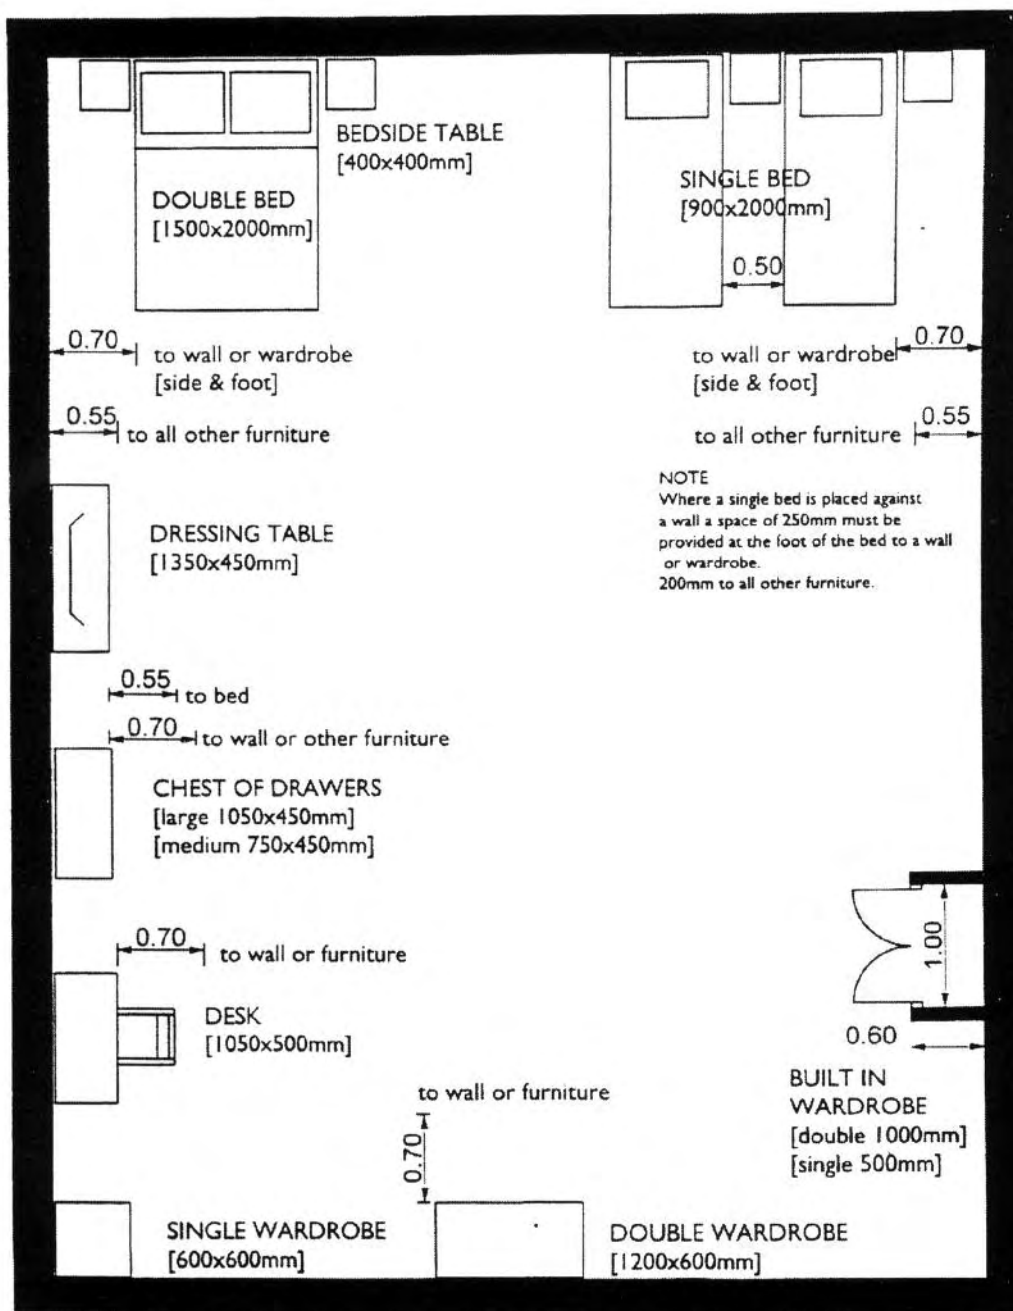 BEDSIDE TABLE
[400x400mm]
DOUBLE BED
[1500x2000mm]
SINGLE BED
[900x2000mm]
0.50
0.70
to wall or wardrobe
[side & foot]
0.55
to all other furniture
0.70
to wall or wardrobe
[side & foot]
0.55
to all other furniture
NOTE
Where a single bed is placed against
a wall a space of 250mm must be
provided at the foot of the bed to a wall
or wardrobe.
200mm to all other furniture.
DRESSING TABLE
[1350x450mm]
0.55
to bed
0.70
to wall or other furniture
CHEST OF DRAWERS
[large 1050x450mm]
[medium 750x450mm]
0.70
to wall or furniture
DESK
[1050x500mm]
1.00
0.60
BUILT IN
WARDROBE
[double 1000mm]
[single 500mm]
to wall or furniture
0.70
SINGLE WARDROBE
[600x600mm]
DOUBLE WARDROBE
[1200x600mm]